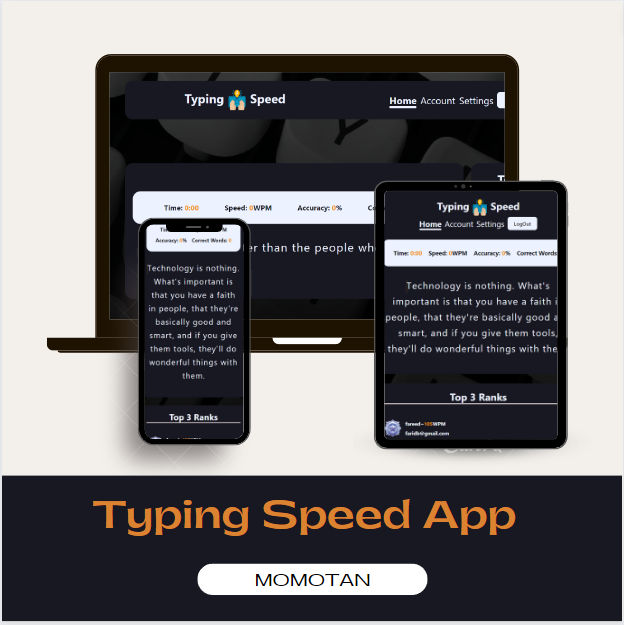 Typing Speed
Home Account Settings
Time: 0:00 Speed: 0WPM Accuracy: 0%
than the people
Typing Speed
Home Account Settings LogOut
Time: 0:00 Speed: 0WPM Accuracy: 0% Correct Words:
Technology is nothing. What's
important is that you have a faith
people, that they're basically good
smart, and if you give them tools,
they'll do wonderful things with
Top 3 Ranks
fareed~105WPM
faridb@gmail.com
Accuracy: 0% Correct Words: 0
Technology is nothing.
What's important is
that you have a faith
in people, that they're
basically good and
smart, and if you give
them tools, they'll do
wonderful things with
them.
Top 3 Ranks
Typing Speed App
MOMOTAN